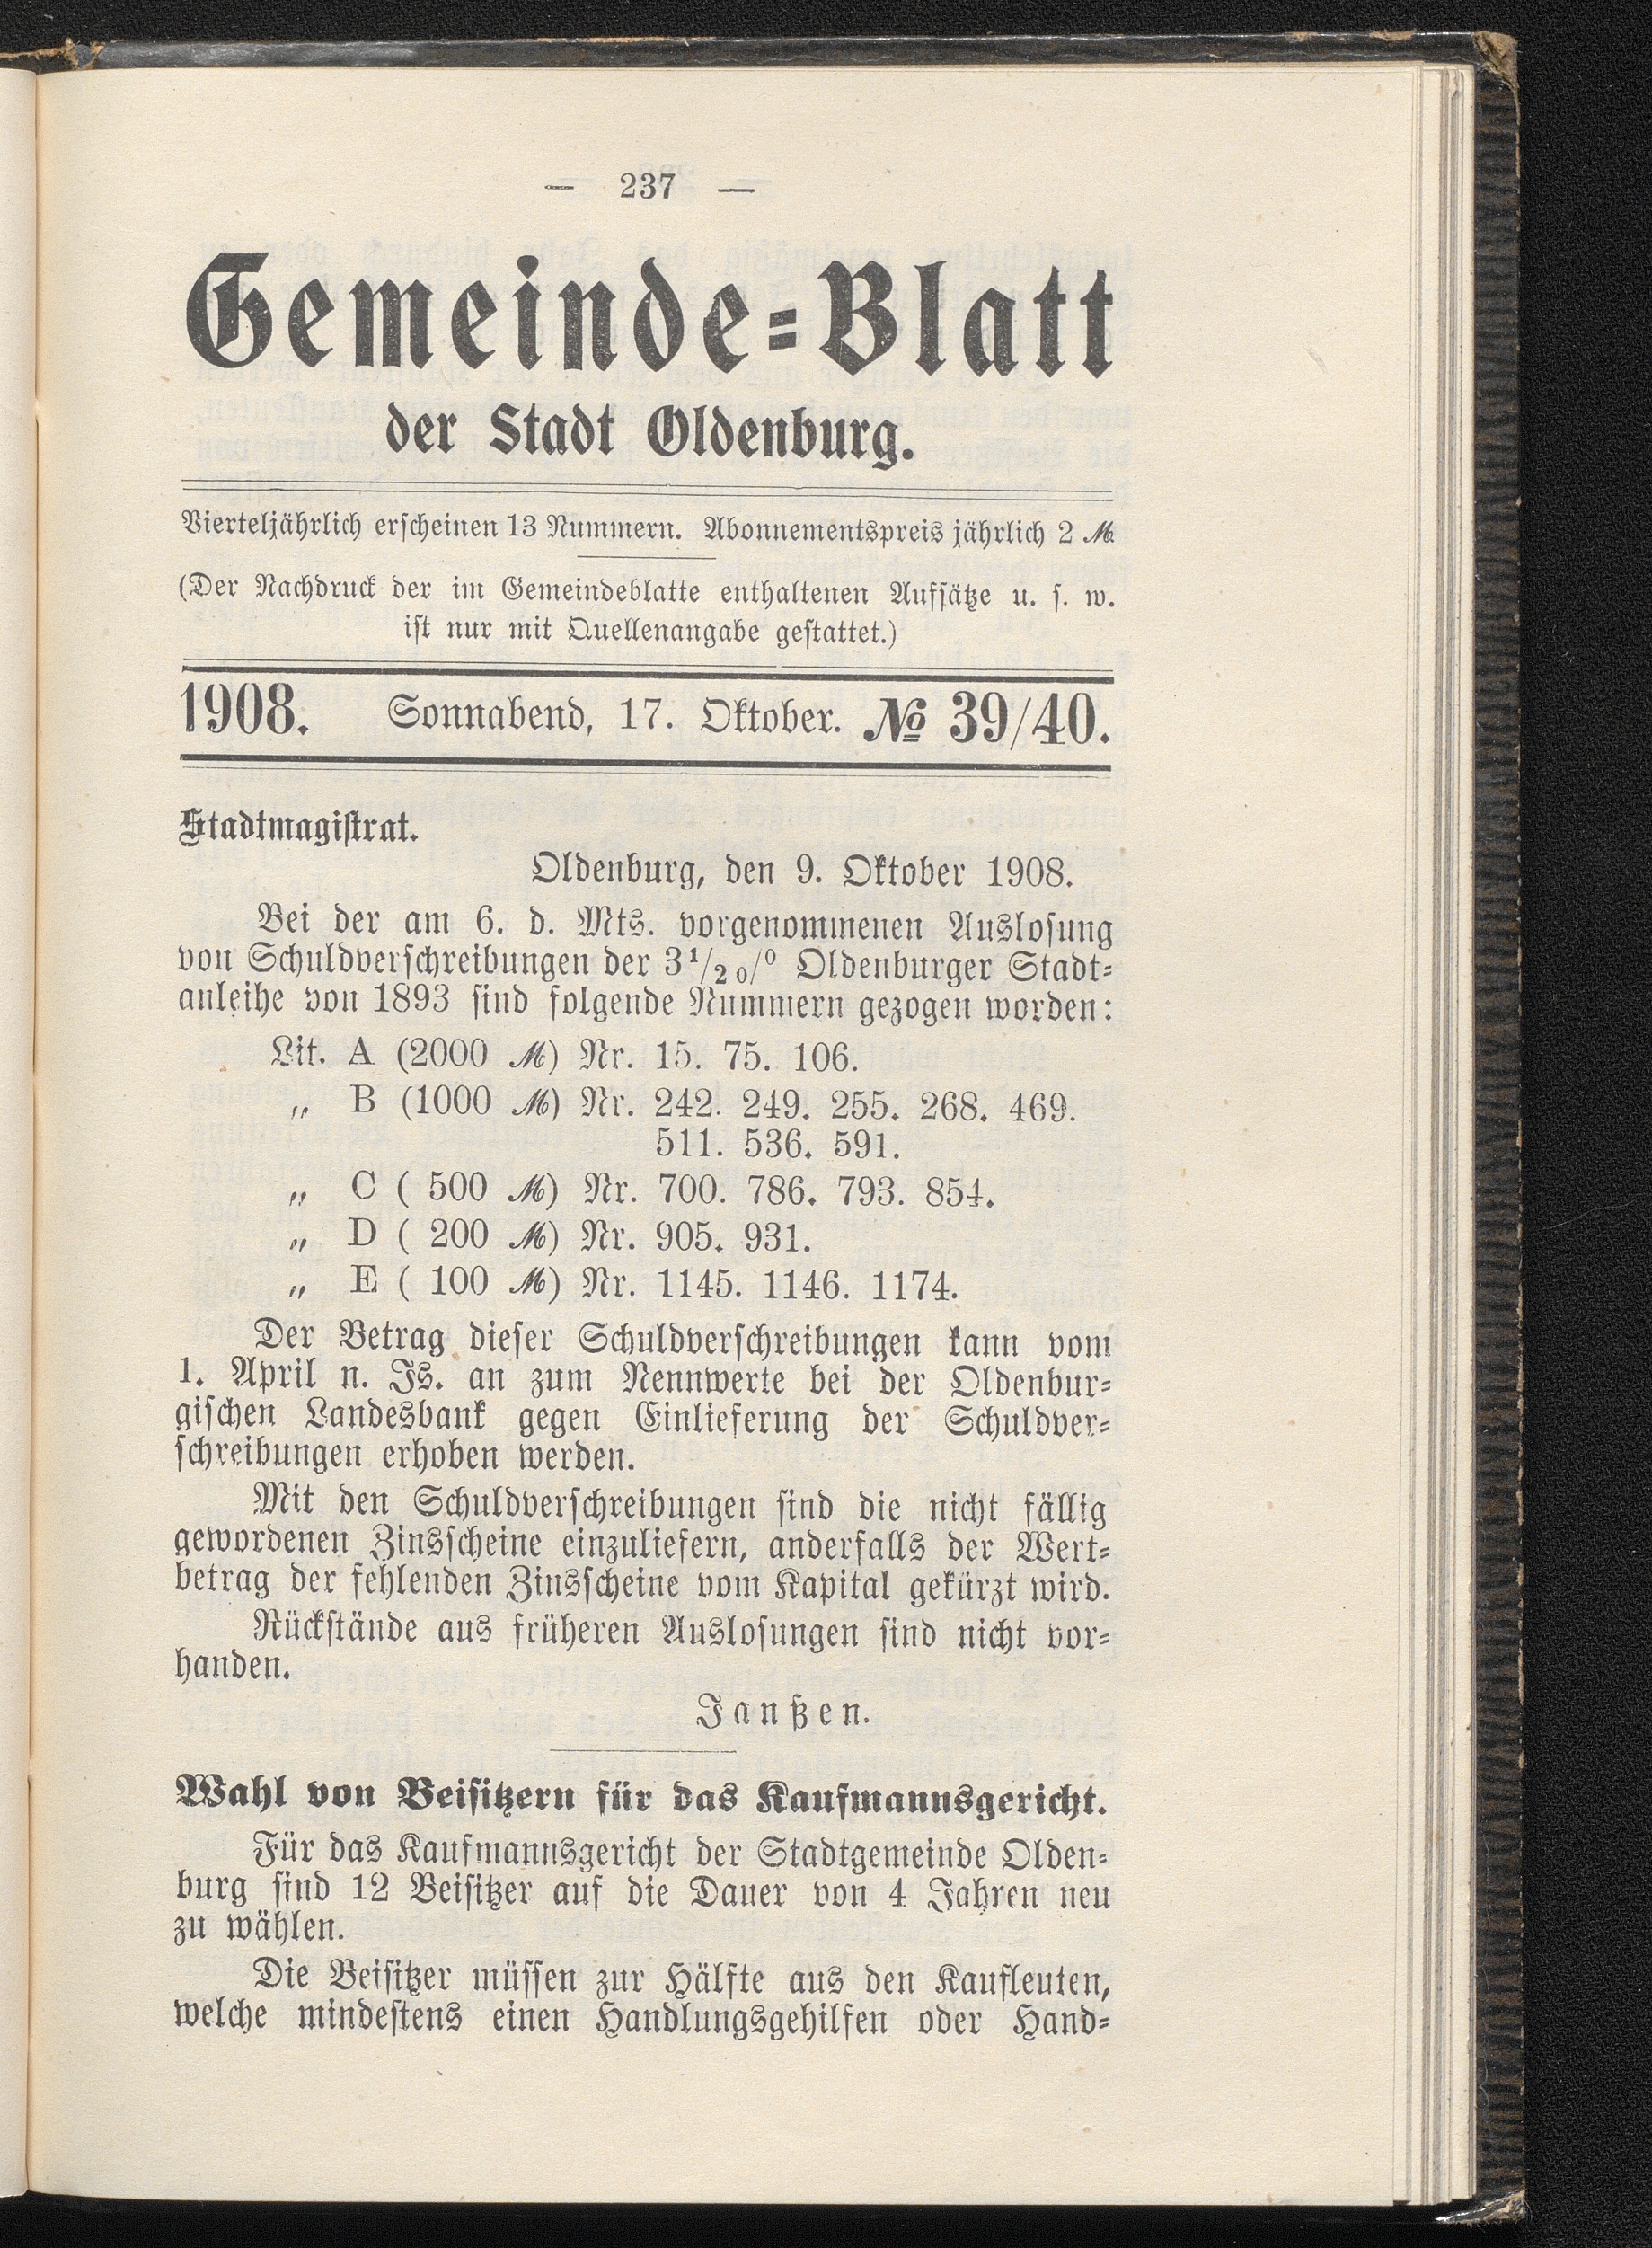 — 237 —
Gemeinde=Blatt
der Stadt Oldenburg.
Vierteljährlich erscheinen 13 Nummern. Abonnementspreis jährlich 2 ℳ.
(Der Nachdruck der im Gemeindeblatte enthaltenen Aufsätze u. s. w.
ist nur mit Quellenangabe gestattet.)
1908. Sonnabend, 17. Oktober. № 39/40.
Stadtmagistrat.
Oldenburg, den 9. Oktober 1908.
Bei der am 6. d. Mts. vorgenommenen Auslosung
von Schuldverschreibungen der 3¹/₂ ₀/⁰ Oldenburger Stadt=
anleihe von 1893 sind folgende Nummern gezogen worden:
Lit. A (2000 ℳ) Nr. 15. 75. 106.
„ B (1000 ℳ) Nr. 242. 249. 255. 268. 469.
511. 536. 591.
„ C ( 500 ℳ) Nr. 700. 786. 793. 854.
„ D ( 200 ℳ) Nr. 905. 931.
„ E ( 100 ℳ) Nr. 1145. 1146. 1174.
Der Betrag dieser Schuldverschreibungen kann vom
1. April n. Js. an zum Nennwerte bei der Oldenbur=
gischen Landesbank gegen Einlieferung der Schuldver=
schreibungen erhoben werden.
Mit den Schuldverschreibungen sind die nicht fällig
gewordenen Zinsscheine einzuliefern, anderfalls der Wert=
betrag der fehlenden Zinsscheine vom Kapital gekürzt wird.
Rückstände aus früheren Auslosungen sind nicht vor=
handen.
Janßen.
Wahl von Beisitzern für das Kaufmannsgericht.
Für das Kaufmannsgericht der Stadtgemeinde Olden=
burg sind 12 Beisitzer auf die Dauer von 4 Jahren neu
zu wählen.
Die Beisitzer müssen zur Hälfte aus den Kaufleuten,
welche mindestens einen Handlungsgehilfen oder Hand=